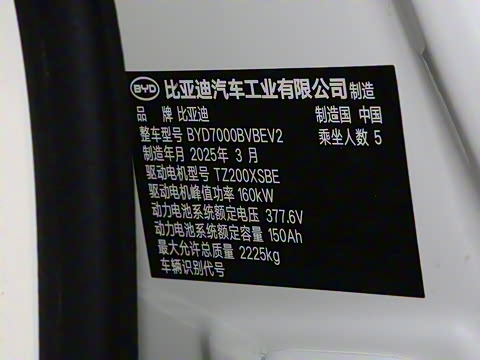 BYD 比亚迪汽车工业有限公司 制造
品 牌 比亚迪 制造国 中国
整车型号 BYD7000BVBEV2 乘坐人数 5
制造年月 2025年 3 月
驱动电机型号 TZ200XSBE
驱动电机峰值功率 160kW
动力电池系统额定电压 377.6V
动力电池系统额定容量 150Ah
最大允许总质量 2225kg
车辆识别代号